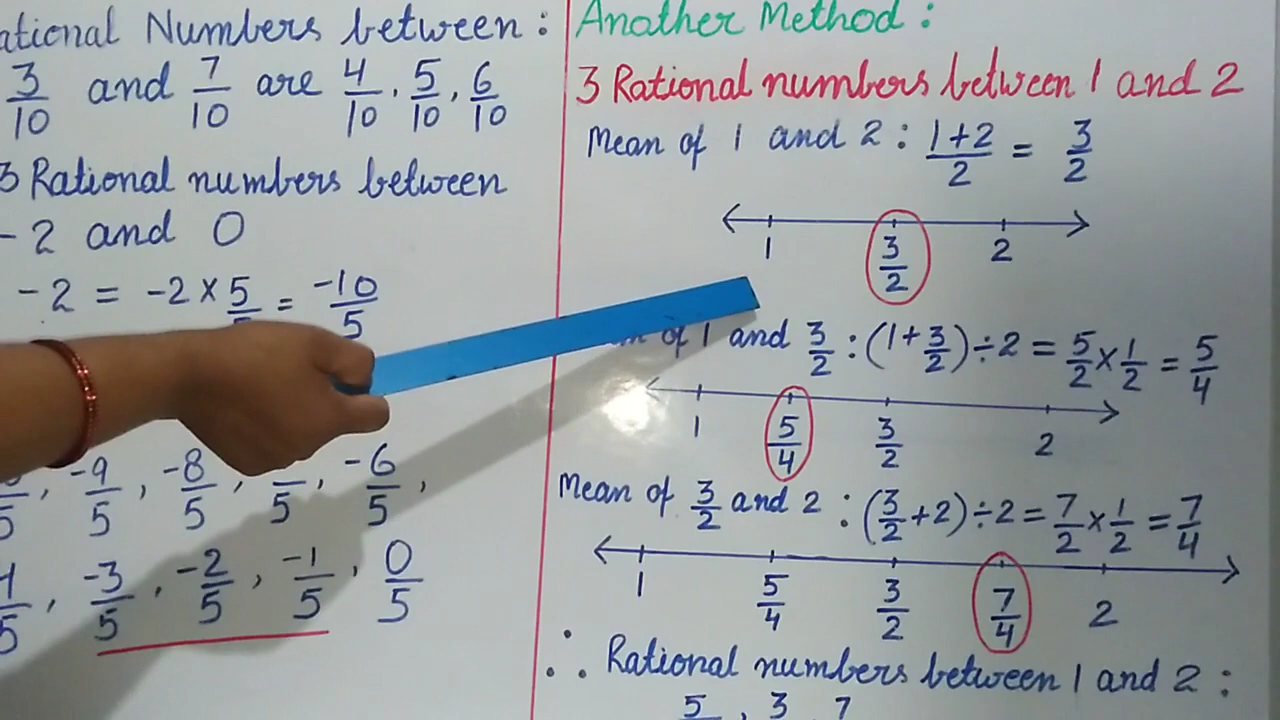 ational Numbers between :
3/10 and 7/10 are 4/10, 5/10, 6/10
3 Rational numbers between
-2 and 0
-2 = -2 × 5/ = -10/5
/5, -9/5, -8/5, /5, -6/5,
/5, -3/5, -2/5, -1/5, 0/5
Another Method :
3 Rational numbers between 1 and 2
Mean of 1 and 2 : (1+2)/2 = 3/2
1 3/2 2
of 1 and 3/2 : (1+3/2)÷2 = 5/2 × 1/2 = 5/4
1 5/4 3/2 2
Mean of 3/2 and 2 : (3/2+2)÷2 = 7/2 × 1/2 = 7/4
1 5/4 3/2 7/4 2
∴ Rational numbers between 1 and 2 :
5, 3, 7